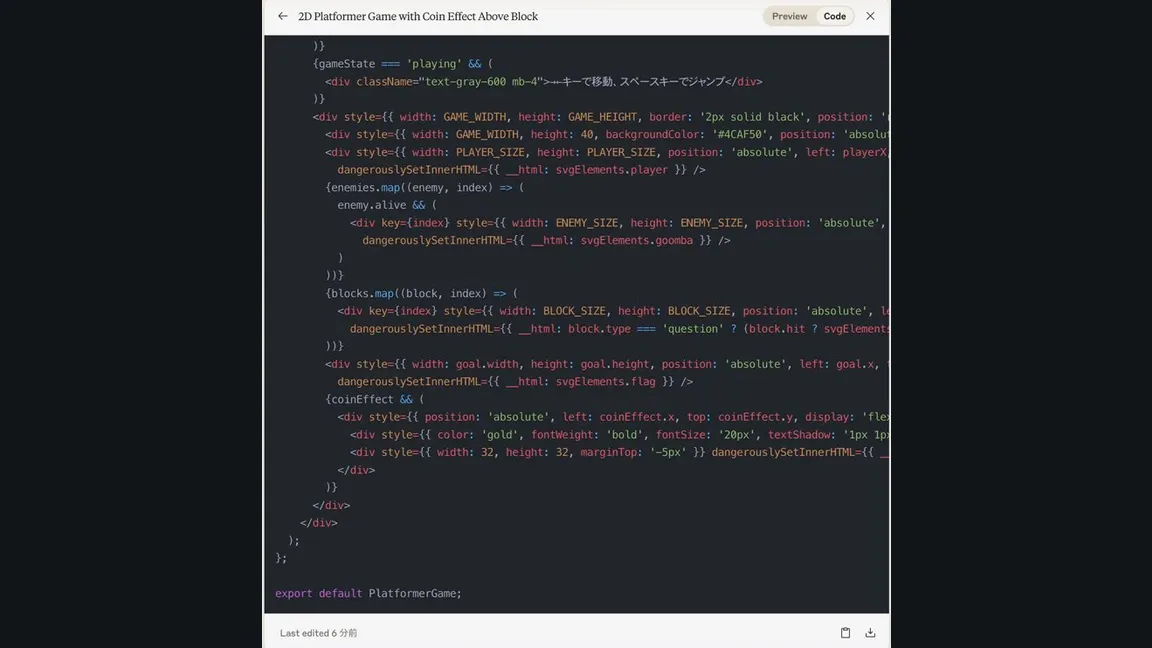 2D Platformer Game with Coin Effect Above Block
Preview Code
)}
{gameState === 'playing' && (
<div className="text-gray-600 mb-4">←→キーで移動、スペースキーでジャンプ</div>
)}
<div style={{ width: GAME_WIDTH, height: GAME_HEIGHT, border: '2px solid black', position: '
<div style={{ width: GAME_WIDTH, height: 40, backgroundColor: '#4CAF50', position: 'absolut
<div style={{ width: PLAYER_SIZE, height: PLAYER_SIZE, position: 'absolute', left: playerX,
dangerouslySetInnerHTML={{ __html: svgElements.player }} />
{enemies.map((enemy, index) => (
enemy.alive && (
<div key={index} style={{ width: ENEMY_SIZE, height: ENEMY_SIZE, position: 'absolute',
dangerouslySetInnerHTML={{ __html: svgElements.goomba }} />
)
))}
{blocks.map((block, index) => (
<div key={index} style={{ width: BLOCK_SIZE, height: BLOCK_SIZE, position: 'absolute', le
dangerouslySetInnerHTML={{ __html: block.type === 'question' ? (block.hit ? svgElements
))}
<div style={{ width: goal.width, height: goal.height, position: 'absolute', left: goal.x, t
dangerouslySetInnerHTML={{ __html: svgElements.flag }} />
{coinEffect && (
<div style={{ position: 'absolute', left: coinEffect.x, top: coinEffect.y, display: 'flex
<div style={{ color: 'gold', fontWeight: 'bold', fontSize: '20px', textShadow: '1px 1px
<div style={{ width: 32, height: 32, marginTop: '-5px' }} dangerouslySetInnerHTML={{ __
</div>
)}
</div>
</div>
);
};
export default PlatformerGame;
Last edited 6 分前